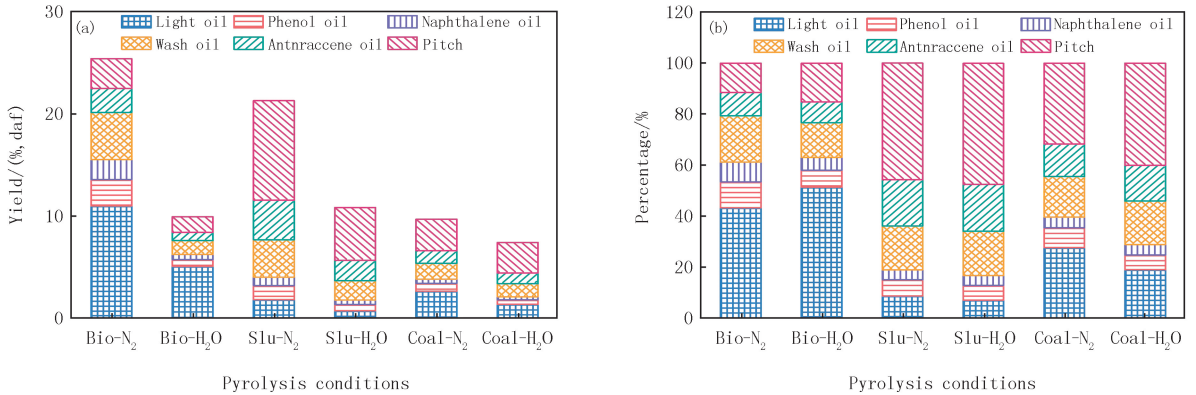 (a)
Light oil Phenol oil Naphthalene oil
Wash oil Antnraccene oil Pitch
30
20
10
0
Yield/(%, daf)
Bio-N₂ Bio-H₂O Slu-N₂ Slu-H₂O Coal-N₂ Coal-H₂O
Pyrolysis conditions
(b)
Light oil Phenol oil Naphthalene oil
Wash oil Antnraccene oil Pitch
120
100
80
60
40
20
0
Percentage/%
Bio-N₂ Bio-H₂O Slu-N₂ Slu-H₂O Coal-N₂ Coal-H₂O
Pyrolysis conditions